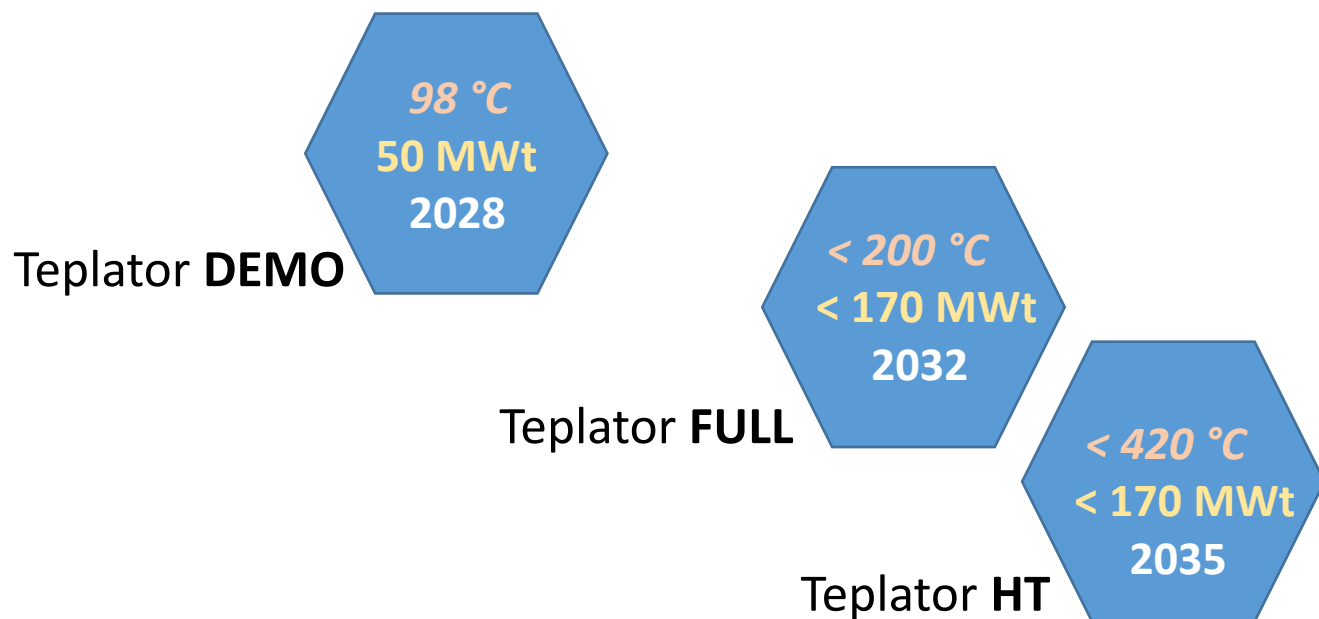 98 °C
50 MWt
2028
Teplator DEMO
< 200 °C
< 170 MWt
2032
Teplator FULL
< 420 °C
< 170 MWt
2035
Teplator HT